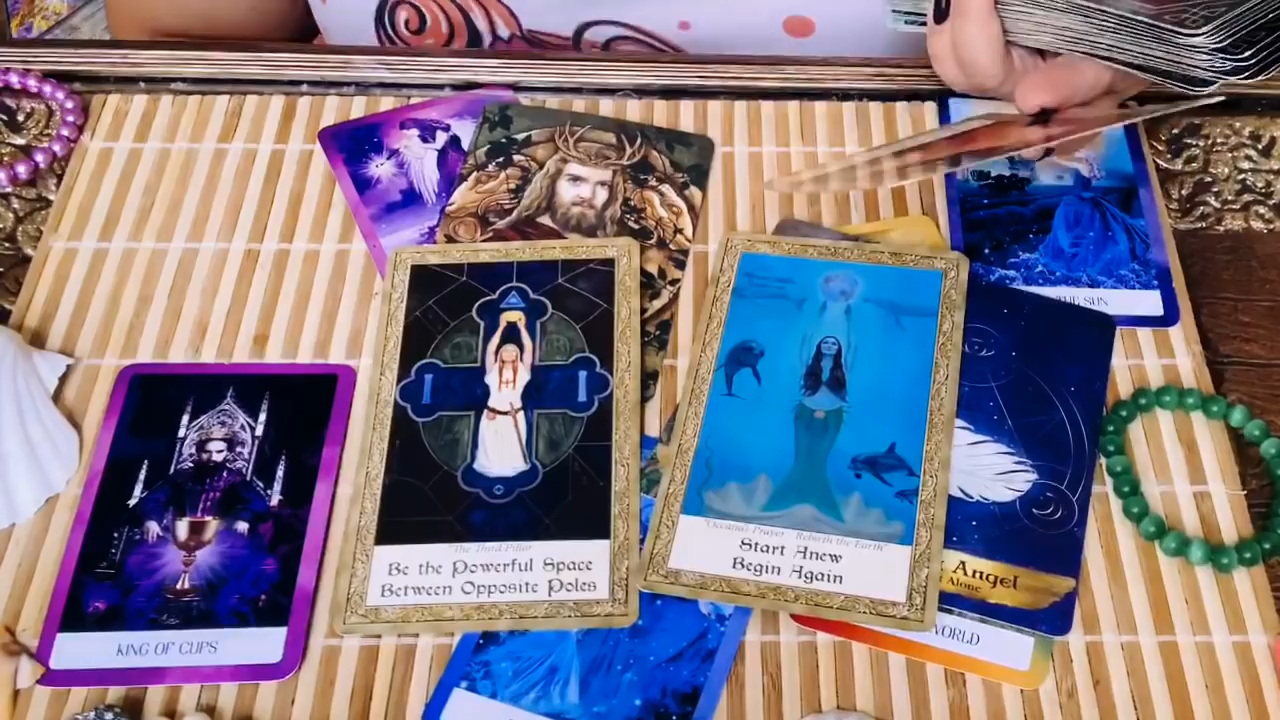 THE SUN
"The Third Pillar
Be the Powerful Space
Between Opposite Poles
"Oceana's Prayer Rebirth the Earth"
Start Anew
Begin Again
Angel
Alone
WORLD
KING OF CUPS